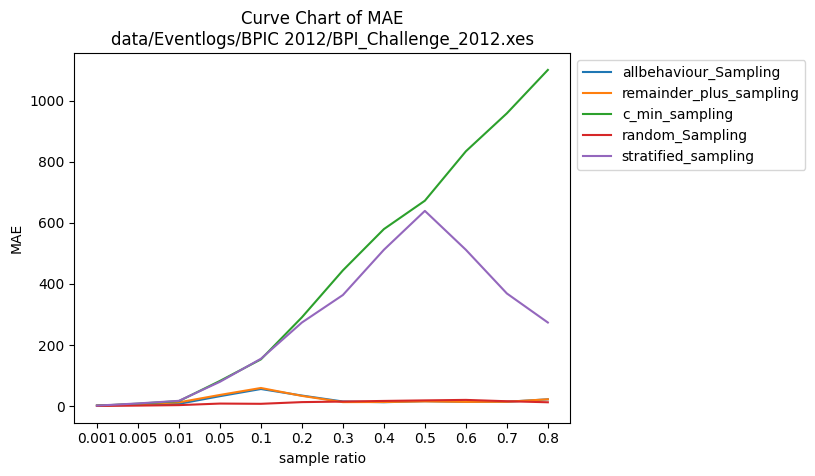 Curve Chart of MAE
data/Eventlogs/BPIC 2012/BPI_Challenge_2012.xes
allbehaviour_Sampling
remainder_plus_sampling
c_min_sampling
random_Sampling
stratified_sampling
1000
800
600
400
200
0
MAE
0.001 0.005 0.01 0.05 0.1 0.2 0.3 0.4 0.5 0.6 0.7 0.8
sample ratio